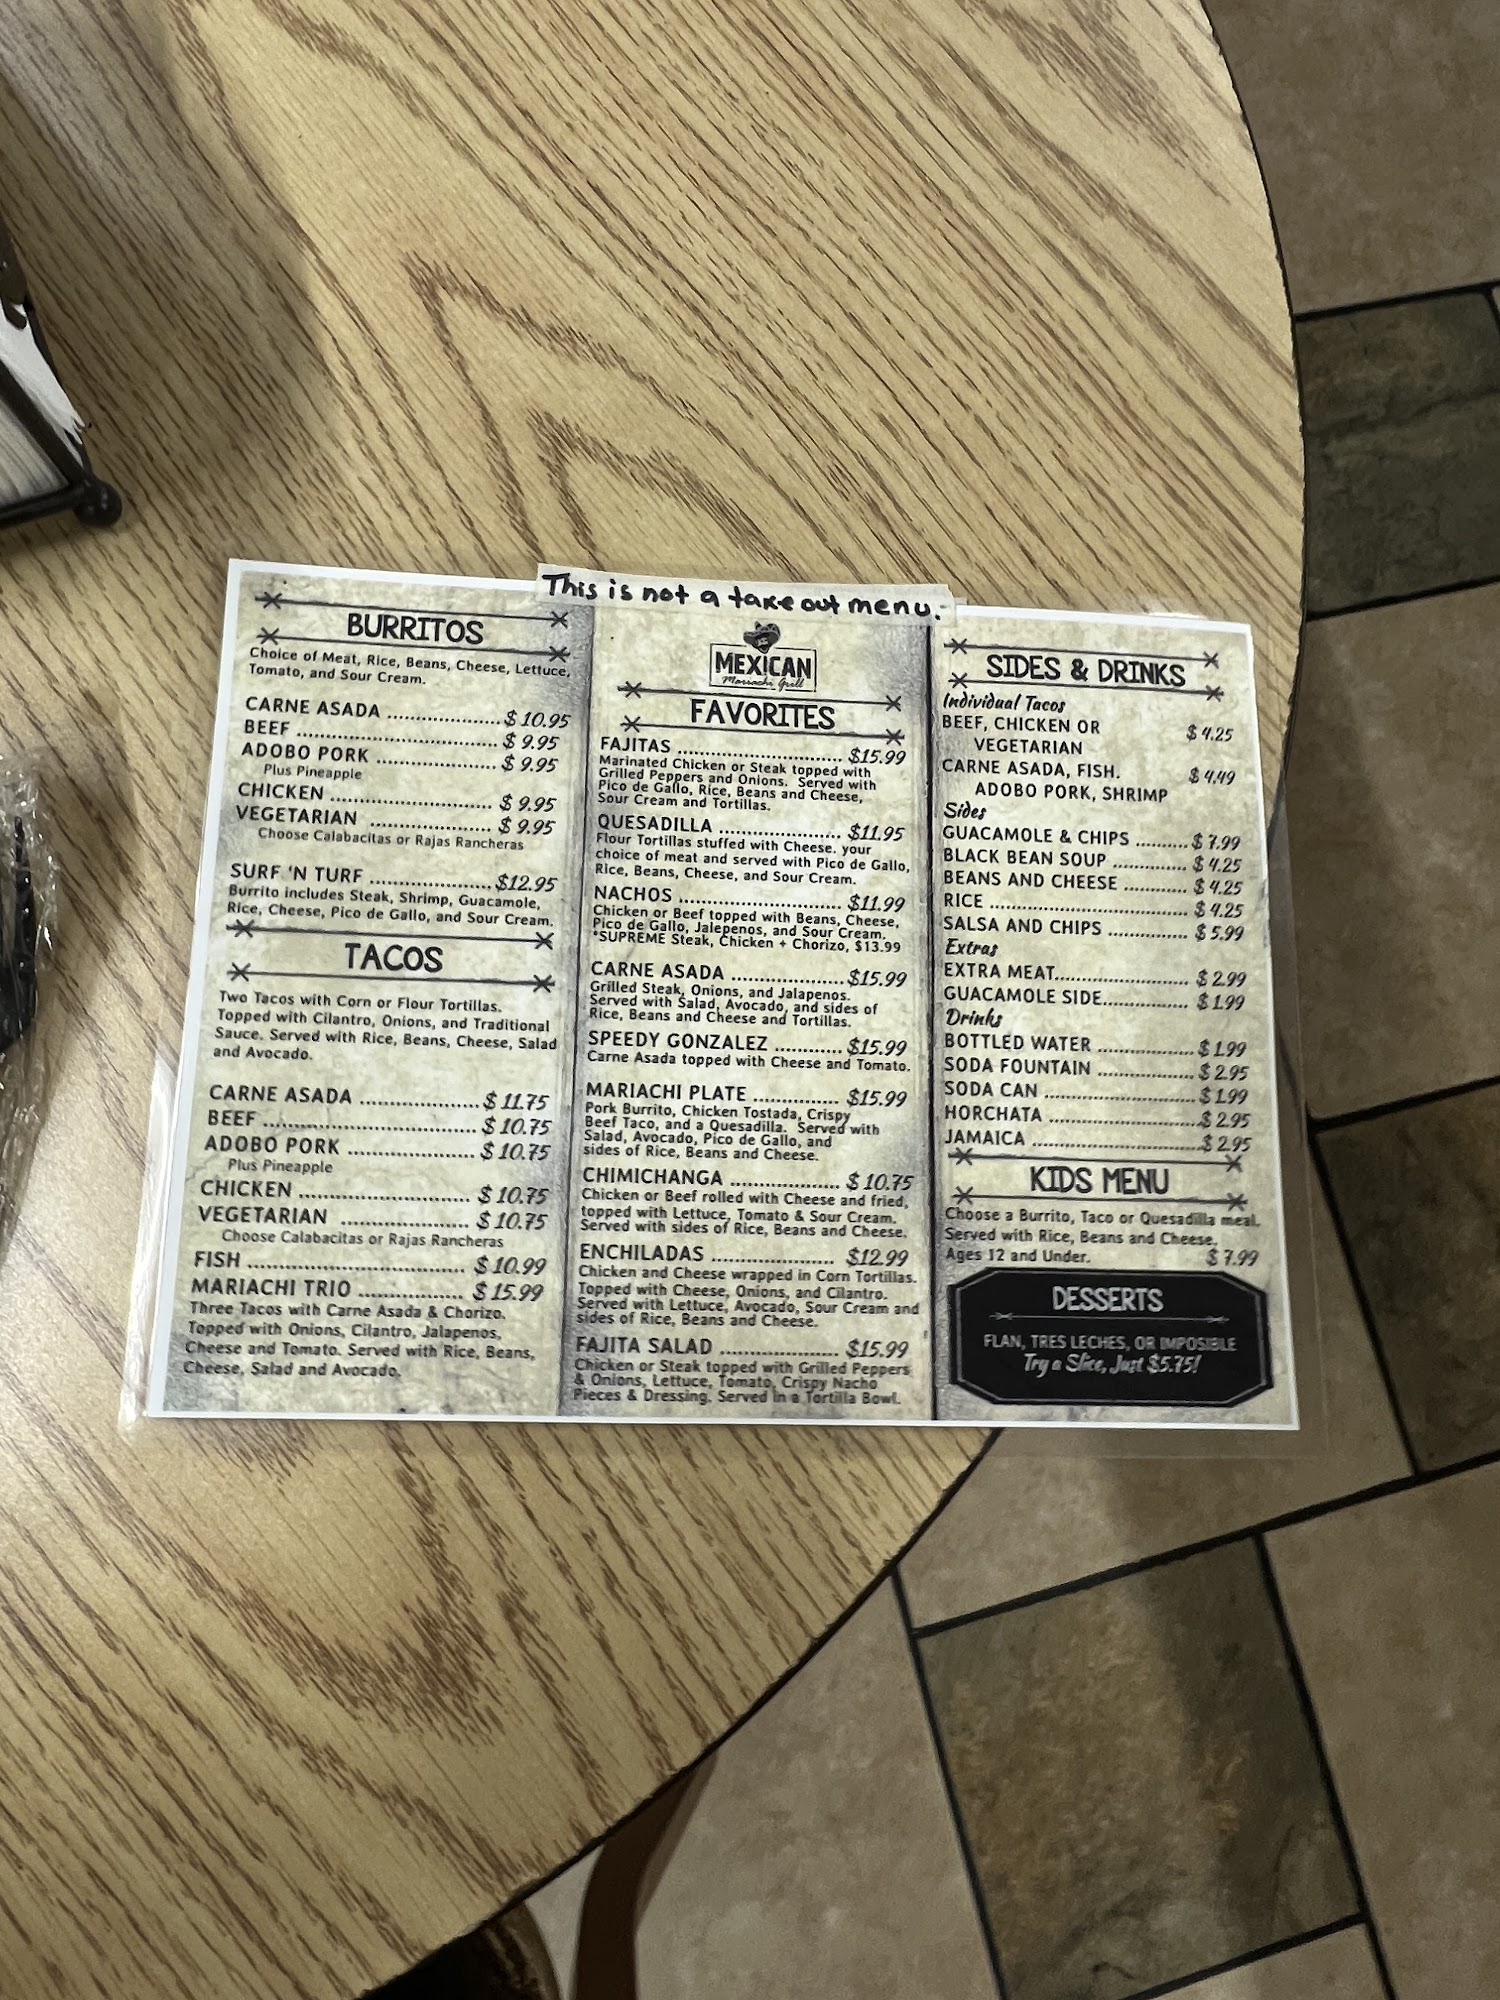 This is not a take out menu.
BURRITOS
Choice of Meat, Rice, Beans, Cheese, Lettuce,
Tomato, and Sour Cream.
CARNE ASADA ..................... $ 10.95
BEEF ..................................... $ 9.95
ADOBO PORK ...................... $ 9.95
Plus Pineapple
CHICKEN .............................. $ 9.95
VEGETARIAN ...................... $ 9.95
Choose Calabacitas or Rajas Rancheras
SURF 'N TURF ...................... $12.95
Burrito includes Steak, Shrimp, Guacamole,
Rice, Cheese, Pico de Gallo, and Sour Cream.
TACOS
Two Tacos with Corn or Flour Tortillas.
Topped with Cilantro, Onions, and Traditional
Sauce. Served with Rice, Beans, Cheese, Salad
and Avocado.
CARNE ASADA ..................... $ 11.75
BEEF ..................................... $ 10.75
ADOBO PORK ...................... $ 10.75
Plus Pineapple
CHICKEN .............................. $ 10.75
VEGETARIAN ...................... $ 10.75
Choose Calabacitas or Rajas Rancheras
FISH ...................................... $ 10.99
MARIACHI TRIO .................. $ 15.99
Three Tacos with Carne Asada & Chorizo.
Topped with Onions, Cilantro, Jalapenos,
Cheese and Tomato. Served with Rice, Beans,
Cheese, Salad and Avocado.
MEXICAN
Mariachi Grill
FAVORITES
FAJITAS .............................. $15.99
Marinated Chicken or Steak topped with
Grilled Peppers and Onions. Served with
Pico de Gallo, Rice, Beans and Cheese,
Sour Cream and Tortillas.
QUESADILLA ...................... $11.95
Flour Tortillas stuffed with Cheese. your
choice of meat and served with Pico de Gallo,
Rice, Beans, Cheese, and Sour Cream.
NACHOS .............................. $11.99
Chicken or Beef topped with Beans, Cheese,
Pico de Gallo, Jalepenos, and Sour Cream.
*SUPREME Steak, Chicken + Chorizo, $13.99
CARNE ASADA .................... $15.99
Grilled Steak, Onions, and Jalapenos.
Served with Salad, Avocado, and sides of
Rice, Beans and Cheese and Tortillas.
SPEEDY GONZALEZ ............ $15.99
Carne Asada topped with Cheese and Tomato.
MARIACHI PLATE ................ $15.99
Pork Burrito, Chicken Tostada, Crispy
Beef Taco, and a Quesadilla. Served with
Salad, Avocado, Pico de Gallo, and
sides of Rice, Beans and Cheese.
CHIMICHANGA .................... $ 10.75
Chicken or Beef rolled with Cheese and fried,
topped with Lettuce, Tomato & Sour Cream.
Served with sides of Rice, Beans and Cheese.
ENCHILADAS ...................... $12.99
Chicken and Cheese wrapped in Corn Tortillas.
Topped with Cheese, Onions, and Cilantro.
Served with Lettuce, Avocado, Sour Cream and
sides of Rice, Beans and Cheese.
FAJITA SALAD ...................... $15.99
Chicken or Steak topped with Grilled Peppers
& Onions, Lettuce, Tomato, Crispy Nacho
Pieces & Dressing. Served in a Tortilla Bowl.
SIDES & DRINKS
Individual Tacos
BEEF, CHICKEN OR $ 4.25
VEGETARIAN
CARNE ASADA, FISH. $ 4.49
ADOBO PORK, SHRIMP
Sides
GUACAMOLE & CHIPS .......... $ 7.99
BLACK BEAN SOUP .............. $ 4.25
BEANS AND CHEESE ............ $ 4.25
RICE ...................................... $ 4.25
SALSA AND CHIPS ................ $ 5.99
Extras
EXTRA MEAT........................ $ 2.99
GUACAMOLE SIDE................ $ 1.99
Drinks
BOTTLED WATER .................. $ 1.99
SODA FOUNTAIN .................. $ 2.95
SODA CAN ............................ $ 1.99
HORCHATA ............................ $ 2.95
JAMAICA .............................. $ 2.95
KIDS MENU
Choose a Burrito, Taco or Quesadilla meal.
Served with Rice, Beans and Cheese.
Ages 12 and Under. $ 7.99
DESSERTS
FLAN, TRES LECHES, OR IMPOSIBLE
Try a Slice, Just $5.75!